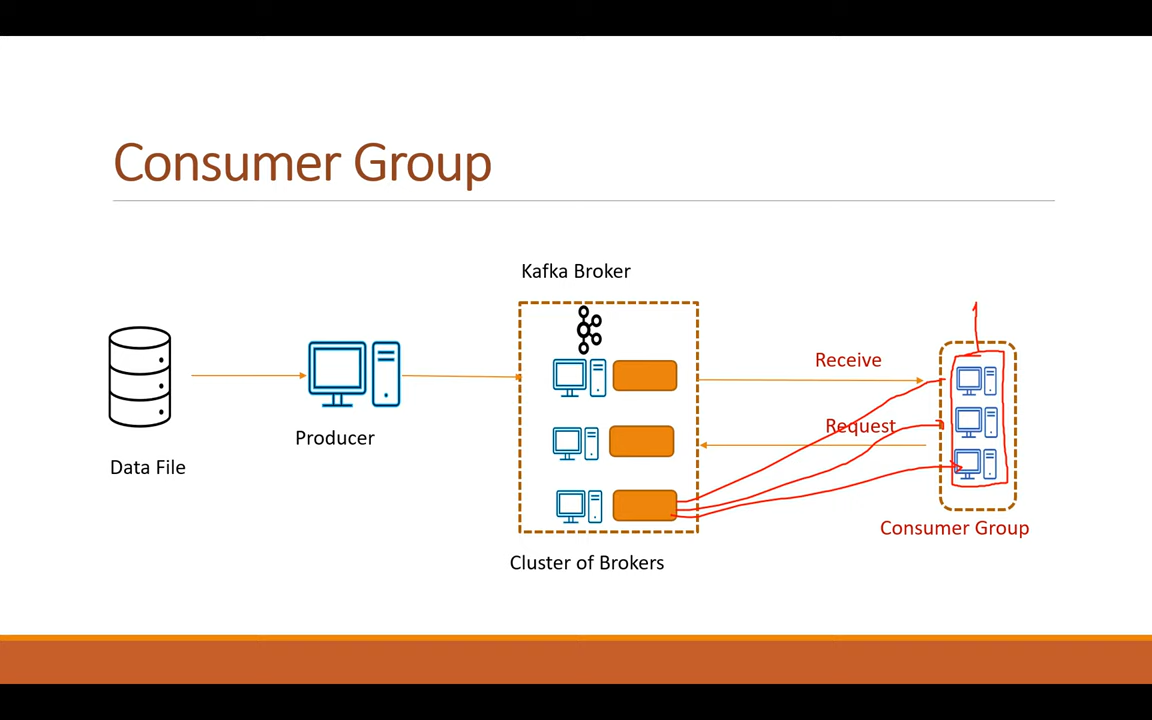 Consumer Group
Kafka Broker
Receive
Request
Producer
Data File
Consumer Group
Cluster of Brokers